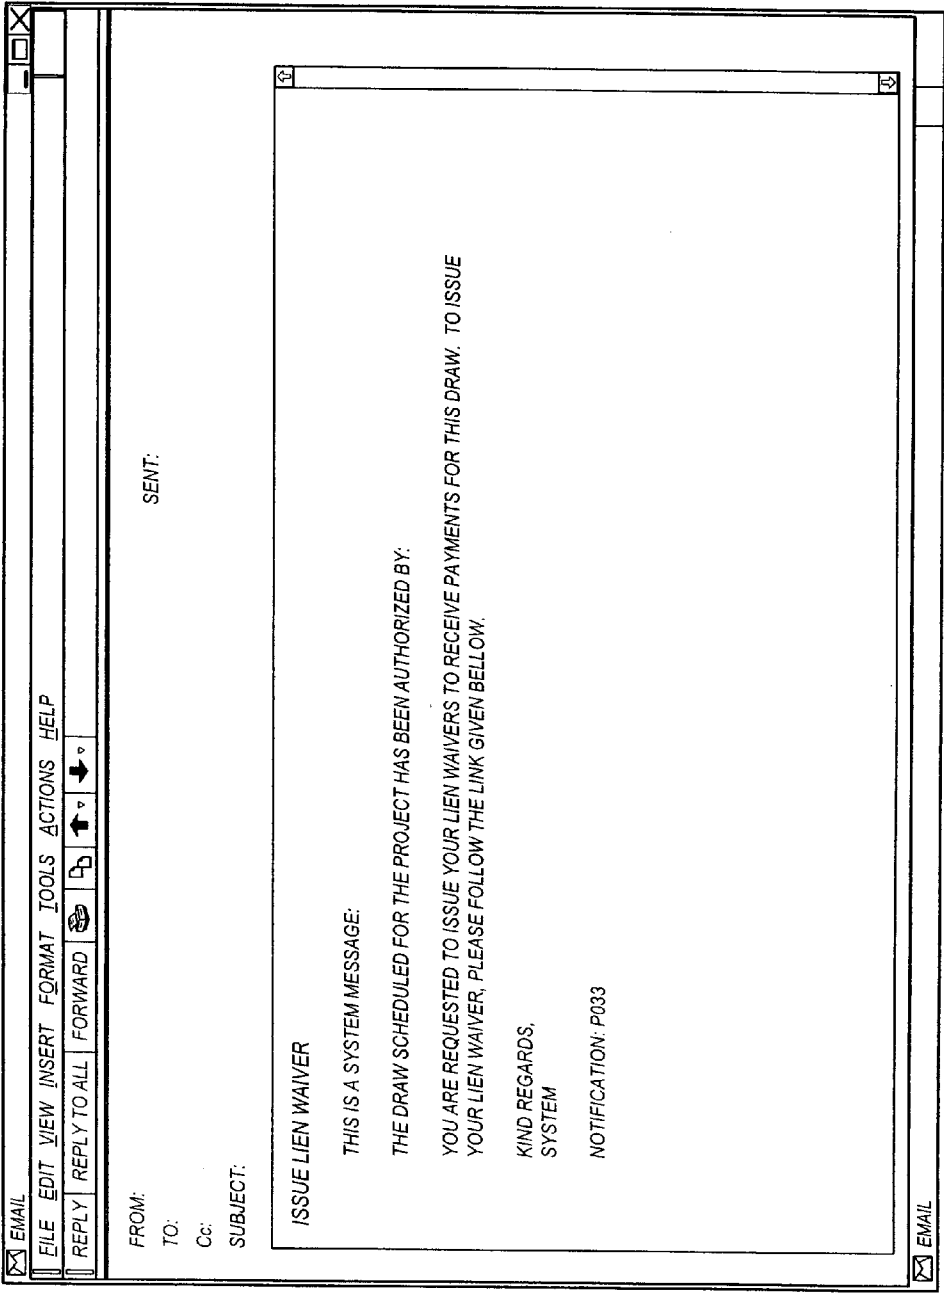 EMAIL
FILE EDIT VIEW INSERT FORMAT TOOLS ACTIONS HELP
REPLY REPLY TO ALL FORWARD
FROM: SENT:
TO:
Cc:
SUBJECT:
ISSUE LIEN WAIVER
THIS IS A SYSTEM MESSAGE:
THE DRAW SCHEDULED FOR THE PROJECT HAS BEEN AUTHORIZED BY:
YOU ARE REQUESTED TO ISSUE YOUR LIEN WAIVERS TO RECEIVE PAYMENTS FOR THIS DRAW. TO ISSUE
YOUR LIEN WAIVER, PLEASE FOLLOW THE LINK GIVEN BELLOW.
KIND REGARDS,
SYSTEM
NOTIFICATION: P033
EMAIL